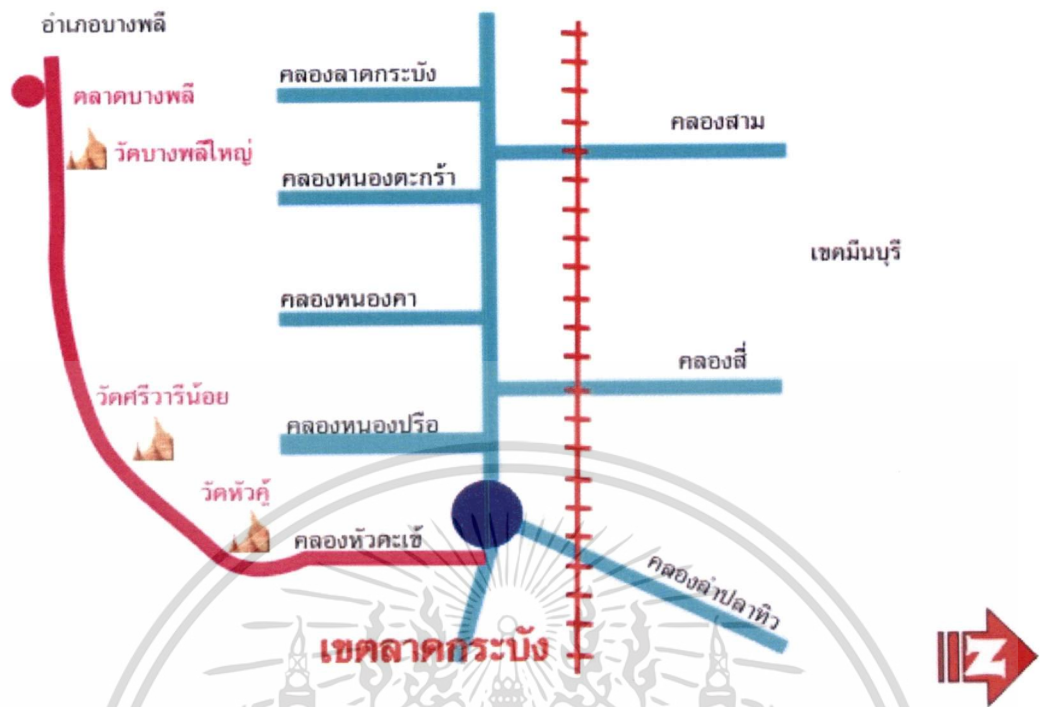 อำเภอบางพลี
ตลาดบางพลี
วัดบางพลีใหญ่
คลองลาดกระบัง
คลองสาม
คลองหนองตะกร้า
เขตมีนบุรี
คลองหนองคา
คลองสี่
วัดศรีวารีน้อย
คลองหนองปรือ
วัดหัวคู้
คลองหัวตะเข้
คลองลำปลาทิว
เขตลาดกระบัง
Z